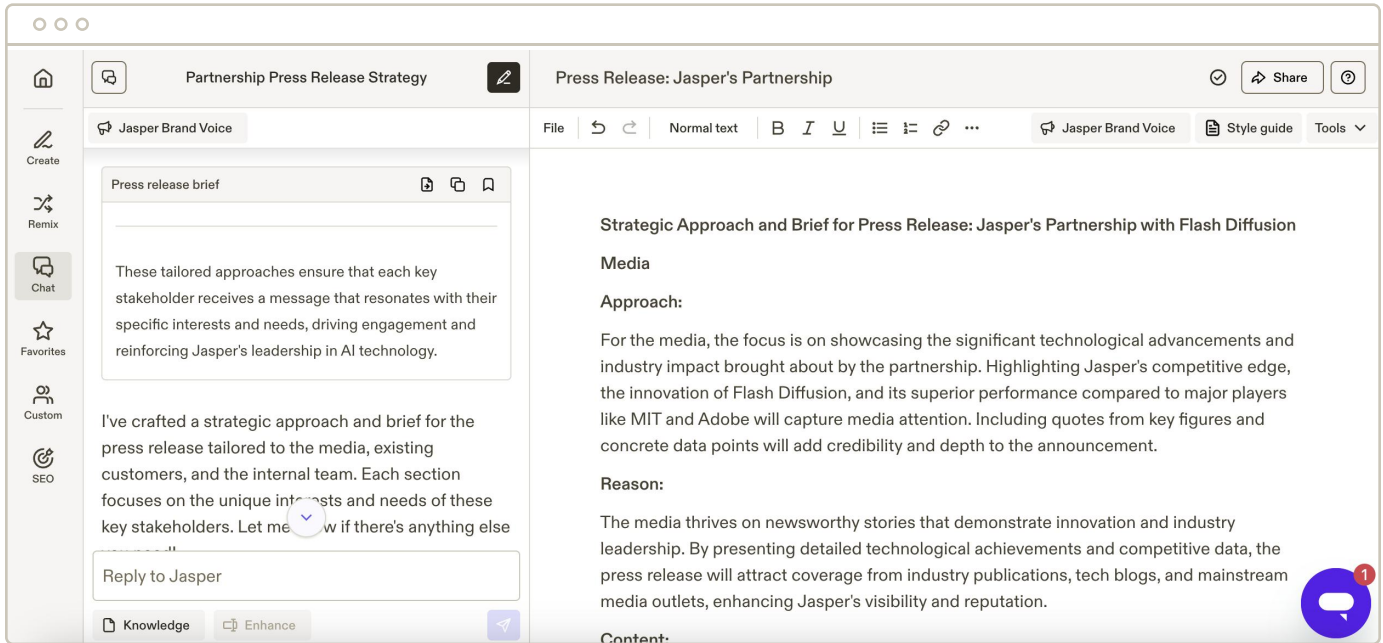 Partnership Press Release Strategy
Press Release: Jasper's Partnership
Share
Jasper Brand Voice
File
Normal text
B
I
U
Jasper Brand Voice
Style guide
Tools
Create
Remix
Chat
Favorites
Custom
SEO
Press release brief
These tailored approaches ensure that each key
stakeholder receives a message that resonates with their
specific interests and needs, driving engagement and
reinforcing Jasper's leadership in AI technology.
I've crafted a strategic approach and brief for the
press release tailored to the media, existing
customers, and the internal team. Each section
focuses on the unique interests and needs of these
key stakeholders. Let me know if there's anything else
you need!
Reply to Jasper
Knowledge
Enhance
Strategic Approach and Brief for Press Release: Jasper's Partnership with Flash Diffusion
Media
Approach:
For the media, the focus is on showcasing the significant technological advancements and
industry impact brought about by the partnership. Highlighting Jasper's competitive edge,
the innovation of Flash Diffusion, and its superior performance compared to major players
like MIT and Adobe will capture media attention. Including quotes from key figures and
concrete data points will add credibility and depth to the announcement.
Reason:
The media thrives on newsworthy stories that demonstrate innovation and industry
leadership. By presenting detailed technological achievements and competitive data, the
press release will attract coverage from industry publications, tech blogs, and mainstream
media outlets, enhancing Jasper's visibility and reputation.
Content:
1